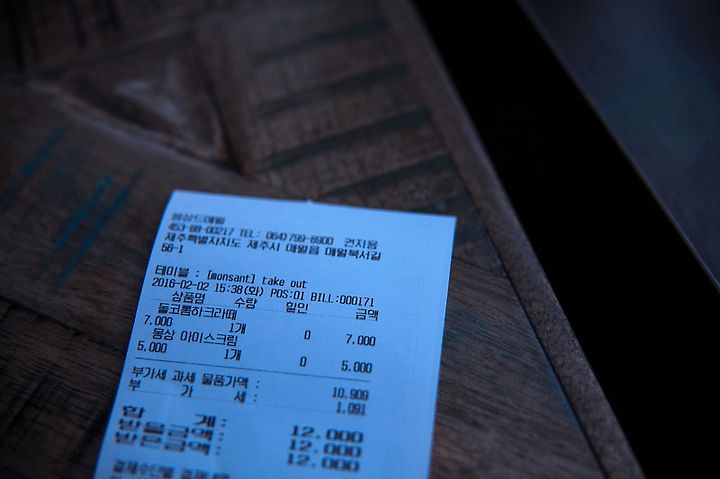 몽상드애월
453-88-00217 TEL: 064)799-8900 견지용
제주특별자치도 제주시 애월읍 애월북서길
56-1
테이블 : [monsant] take out
2016-02-02 15:38(화) POS:01 BILL:000171
상품명 수량 할인 금액
돌코롬하크라떼
7,000 1개 0 7,000
몽상 아이스크림
5,000 1개 0 5,000
부가세 과세 물품가액 : 10,909
부 가 세 : 1,091
합 계 : 12,000
받을금액: 12,000
받은금액: 12,000